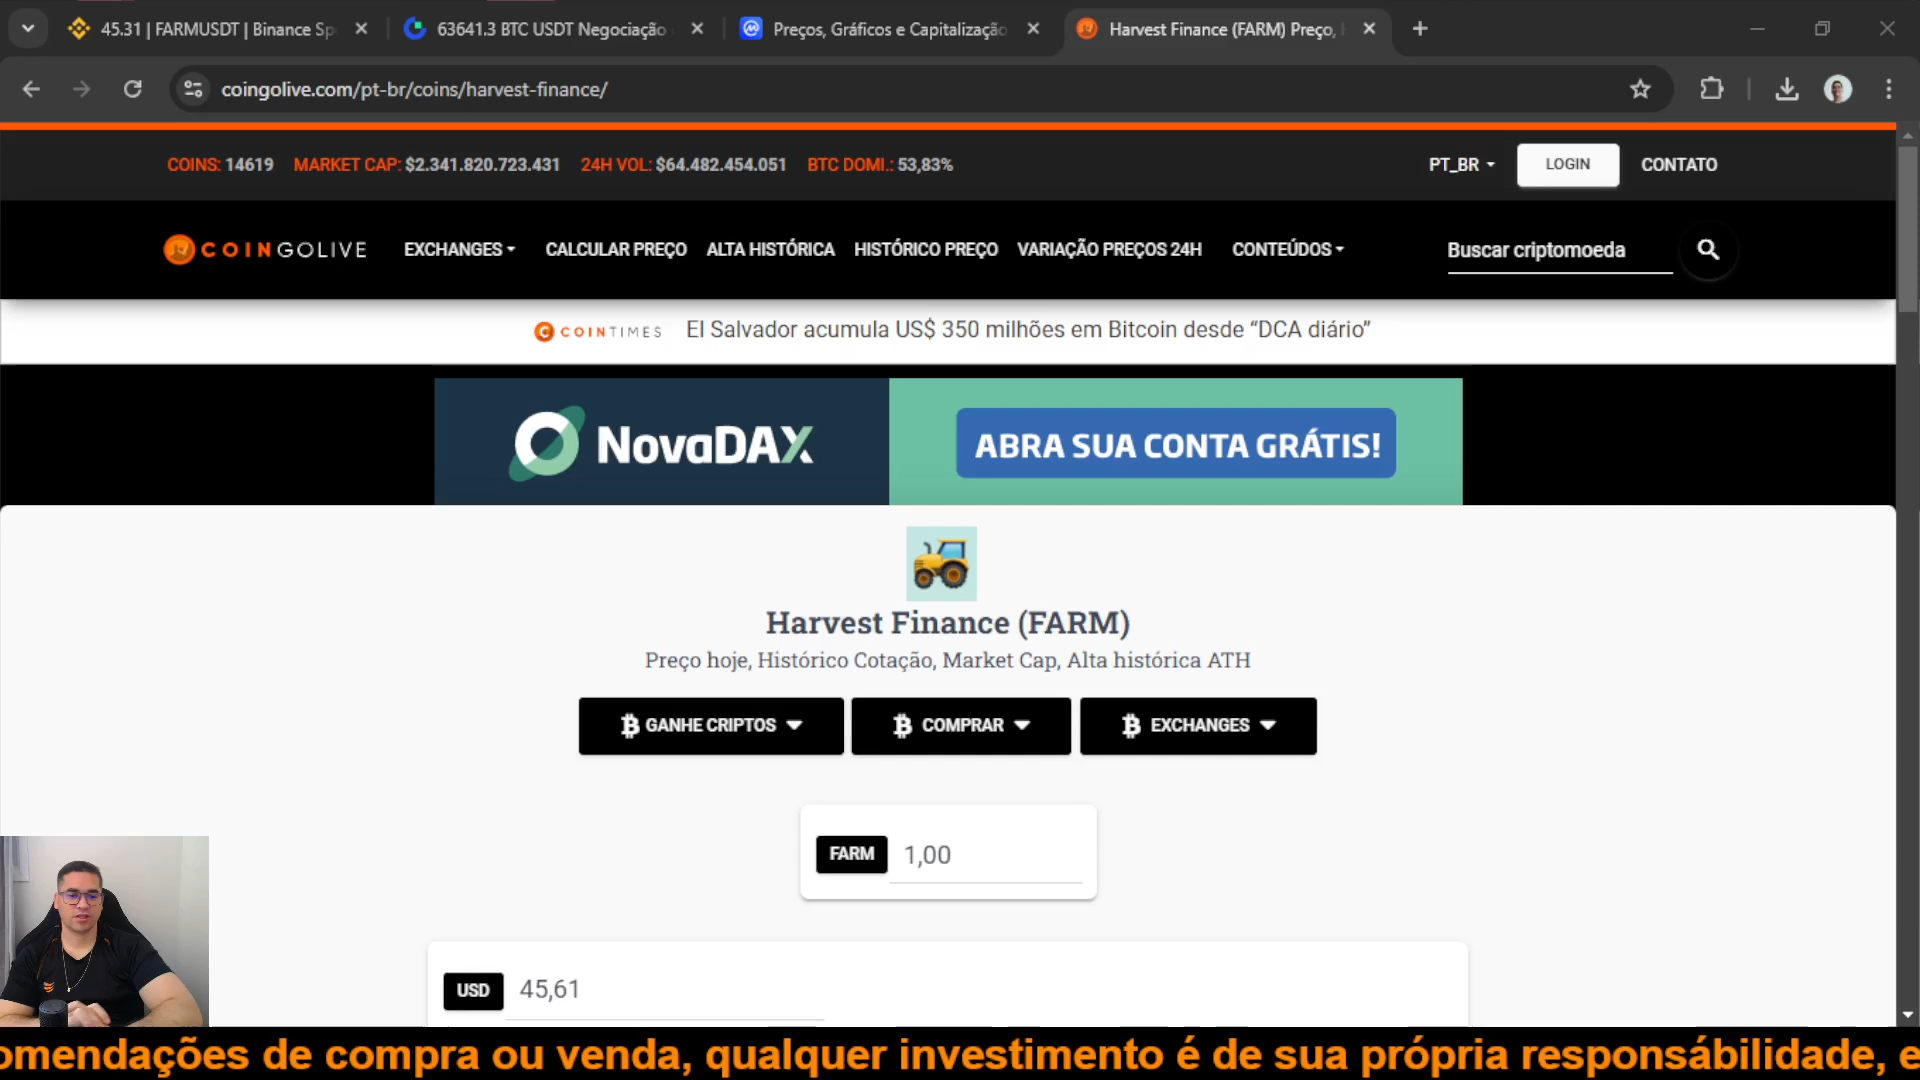 45.31 | FARMUSDT | Binance Sp
63641.3 BTC USDT Negociação
Preços, Gráficos e Capitalização
Harvest Finance (FARM) Preço,
coingolive.com/pt-br/coins/harvest-finance/
COINS: 14619 MARKET CAP: $2.341.820.723.431 24H VOL: $64.482.454.051 BTC DOMI.: 53,83%
PT_BR LOGIN CONTATO
COINGOLIVE EXCHANGES CALCULAR PREÇO ALTA HISTÓRICA HISTÓRICO PREÇO VARIAÇÃO PREÇOS 24H CONTEÚDOS Buscar criptomoeda
COINTIMES El Salvador acumula US$ 350 milhões em Bitcoin desde “DCA diário”
NovaDAX ABRA SUA CONTA GRÁTIS!
Harvest Finance (FARM)
Preço hoje, Histórico Cotação, Market Cap, Alta histórica ATH
GANHE CRIPTOS COMPRAR EXCHANGES
FARM 1,00
USD 45,61
omendações de compra ou venda, qualquer investimento é de sua própria responsábilidade, e